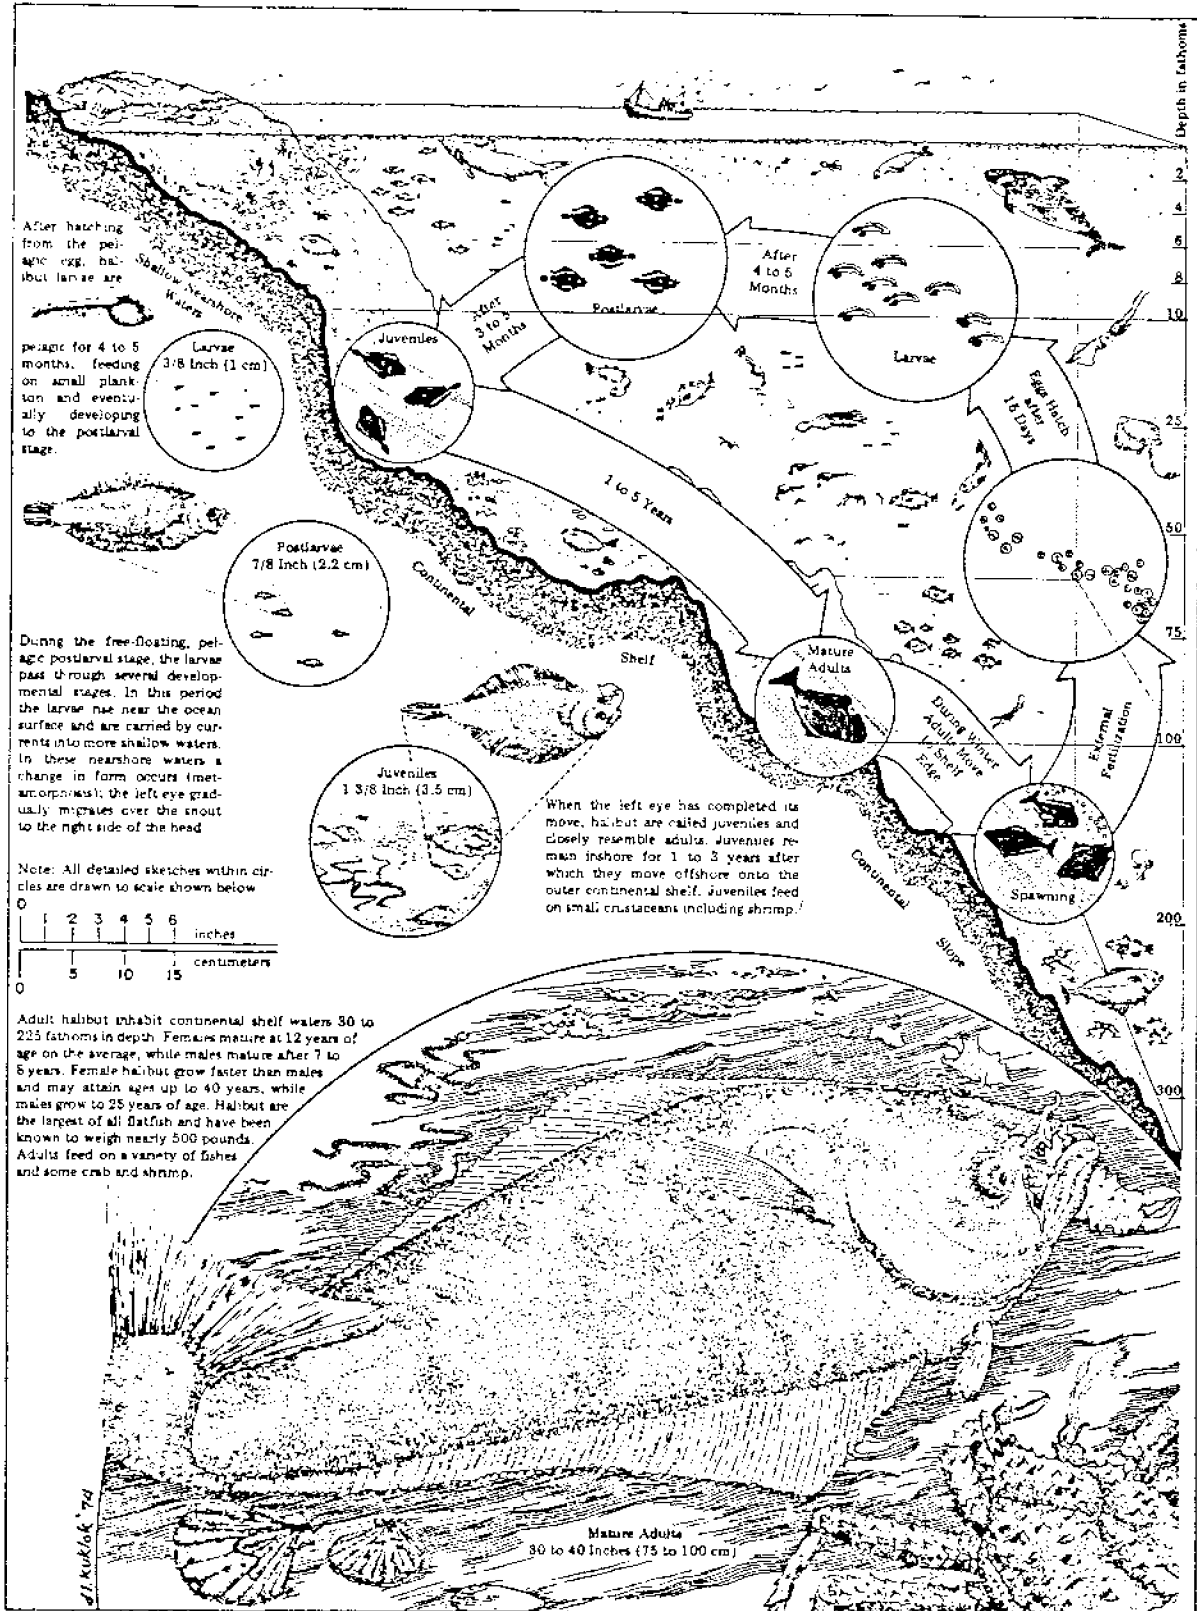 Depth in fathoms
2
4
6
8
10
25
50
75
100
200
300
After hatching
from the pel-
agic egg, hal-
ibut larvae are
pelagic for 4 to 5
months, feeding
on small plank-
ton and eventu-
ally developing
to the postlarval
stage.
Shallow Nearshore
Waters
Larvae
3/8 Inch (1 cm)
Postlarvae
7/8 Inch (2.2 cm)
During the free-floating, pel-
agic postlarval stage, the larvae
pass through several develop-
mental stages. In this period
the larvae rise near the ocean
surface and are carried by cur-
rents into more shallow waters.
In these nearshore waters a
change in form occurs (met-
amorphosis); the left eye grad-
ually migrates over the snout
to the right side of the head
Note: All detailed sketches within cir-
cles are drawn to scale shown below
0
1 2 3 4 5 6
inches
centimeters
5 10 15
0
Juveniles
1 3/8 Inch (3.5 cm)
When the left eye has completed its
move, halibut are called juveniles and
closely resemble adults. Juveniles re-
main inshore for 1 to 3 years after
which they move offshore onto the
outer continental shelf. Juveniles feed
on small crustaceans including shrimp.
Adult halibut inhabit continental shelf waters 30 to
225 fathoms in depth. Females mature at 12 years of
age on the average, while males mature after 7 to
8 years. Female halibut grow faster than males
and may attain ages up to 40 years, while
males grow to 25 years of age. Halibut are
the largest of all flatfish and have been
known to weigh nearly 500 pounds.
Adults feed on a variety of fishes
and some crab and shrimp.
Postlarvae
After
4 to 5
Months
Larvae
After
3 to 5
Months
Juveniles
Eggs Hatch
after
15 Days
1 to 5 Years
Continental
Shelf
Mature
Adults
During Winter
Adults Move
to Shelf
Edge
External
Fertilization
Spawning
Continental
Slope
Mature Adults
30 to 40 Inches (75 to 100 cm)
d.l. Kuklok '74